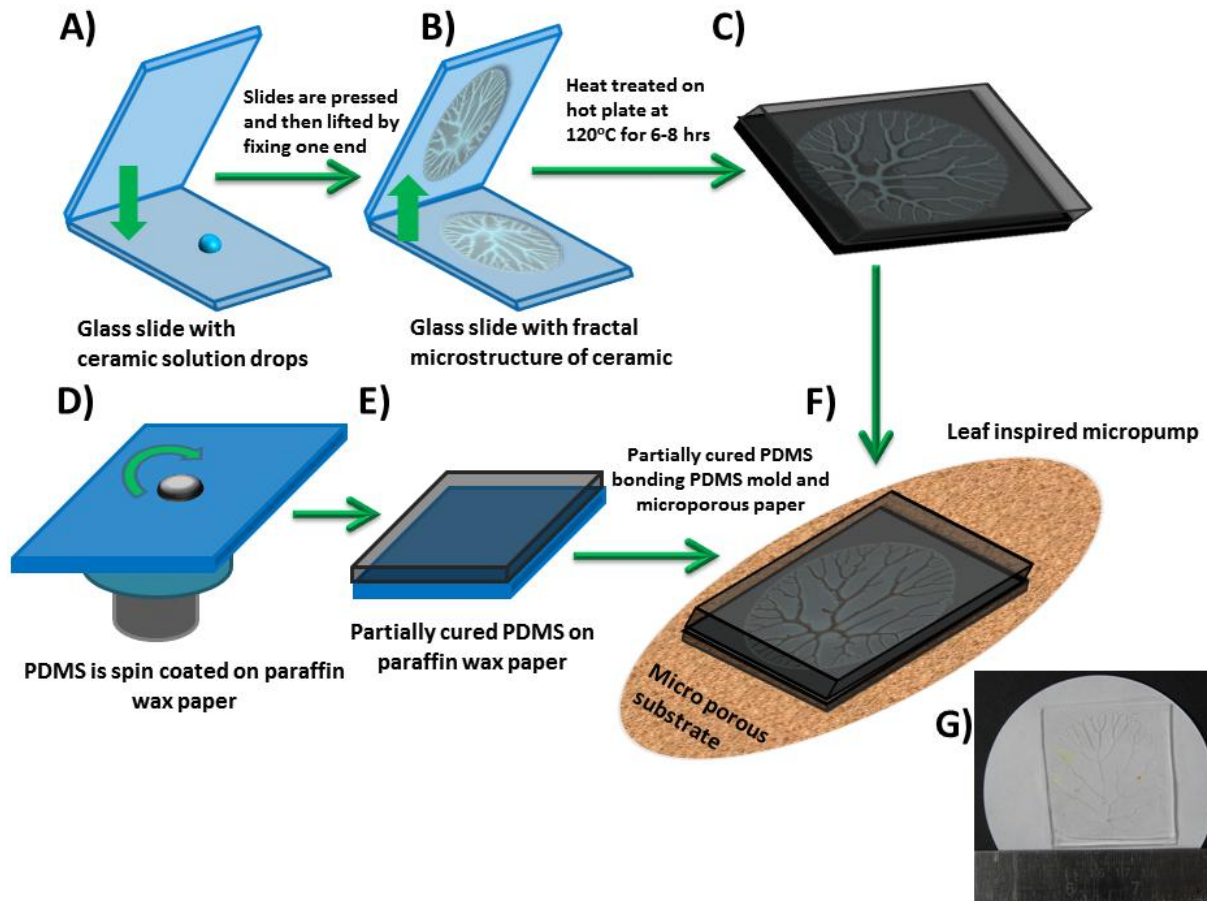 A)
Slides are pressed
and then lifted by
fixing one end
Glass slide with
ceramic solution drops
B)
Heat treated on
hot plate at
120°C for 6-8 hrs
Glass slide with fractal
microstructure of ceramic
C)
D)
PDMS is spin coated on paraffin
wax paper
E)
Partially cured PDMS on
paraffin wax paper
Partially cured PDMS
bonding PDMS mold and
microporous paper
F)
Leaf inspired micropump
Micro porous
substrate
G)
6 7